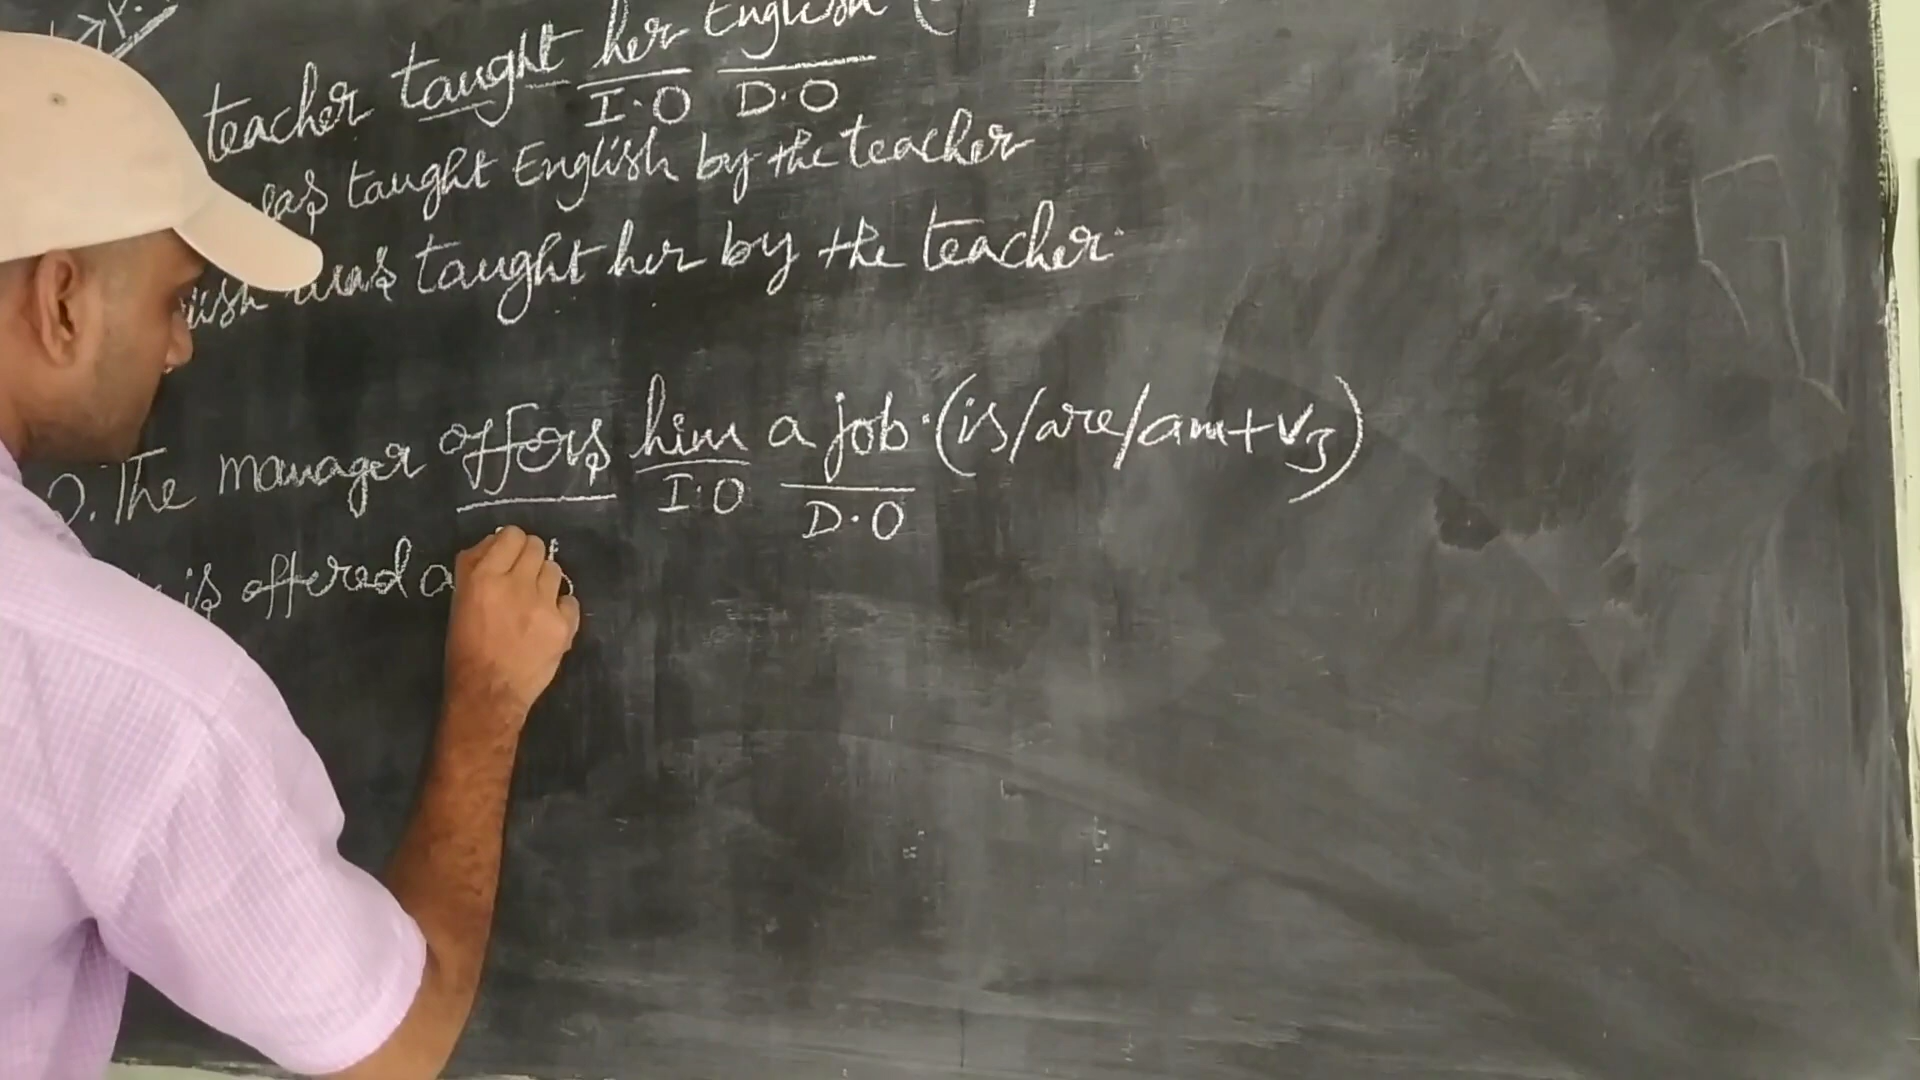 teacher taught her English
I.O D.O
taught English by the teacher
was taught her by the teacher.
2. The manager offers him a job. (is/are/am+V3)
I.O D.O
is offered a